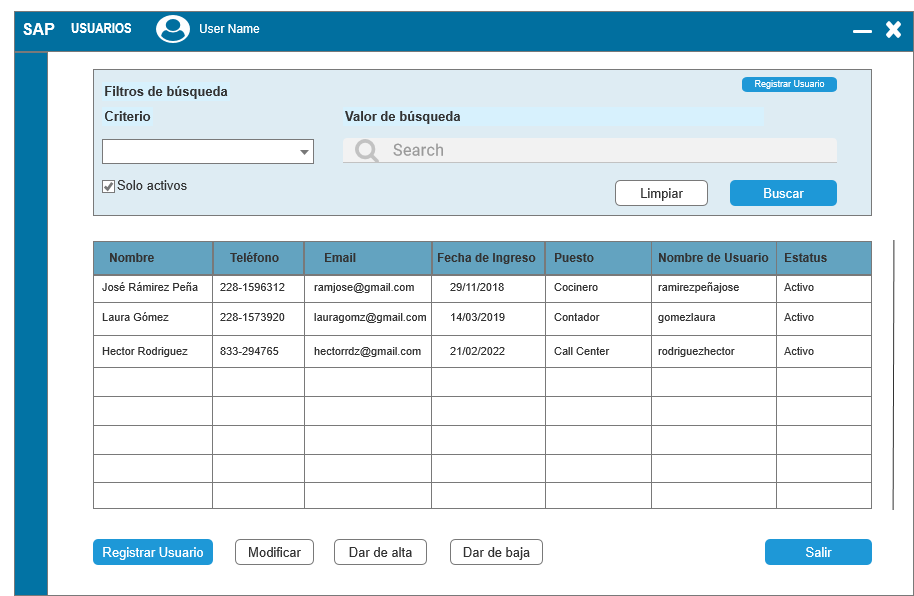 SAP USUARIOS User Name
Filtros de búsqueda Registrar Usuario
Criterio Valor de búsqueda
Search
Solo activos
Limpiar Buscar
Nombre Teléfono Email Fecha de Ingreso Puesto Nombre de Usuario Estatus
José Rámirez Peña 228-1596312 ramjose@gmail.com 29/11/2018 Cocinero ramirezpeñajose Activo
Laura Gómez 228-1573920 lauragomz@gmail.com 14/03/2019 Contador gomezlaura Activo
Hector Rodriguez 833-294765 hectorrdz@gmail.com 21/02/2022 Call Center rodriguezhector Activo
Registrar Usuario Modificar Dar de alta Dar de baja Salir